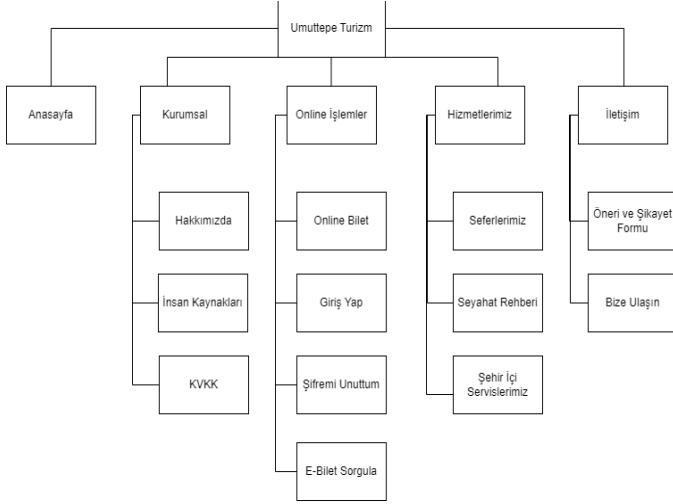 Umuttepe Turizm
Anasayfa
Kurumsal
Online İşlemler
Hizmetlerimiz
İletişim
Hakkımızda
Online Bilet
Seferlerimiz
Öneri ve Şikayet
Formu
İnsan Kaynakları
Giriş Yap
Seyahat Rehberi
Bize Ulaşın
KVKK
Şifremi Unuttum
Şehir İçi
Servislerimiz
E-Bilet Sorgula